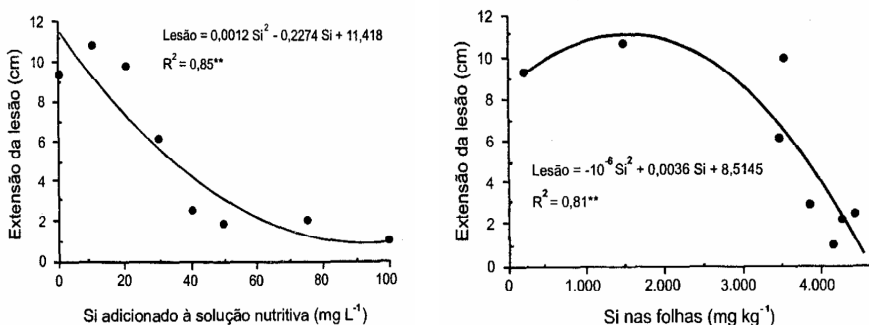 Lesão = 0,0012 Si² - 0,2274 Si + 11,418
R² = 0,85**
Extensão da lesão (cm)
12
10
8
6
4
2
0
0 20 40 60 80 100
Si adicionado à solução nutritiva (mg L⁻¹)
Extensão da lesão (cm)
12
10
8
6
4
2
0
Lesão = -10⁻⁶ Si² + 0,0036 Si + 8,5145
R² = 0,81**
0 1.000 2.000 3.000 4.000
Si nas folhas (mg kg⁻¹)